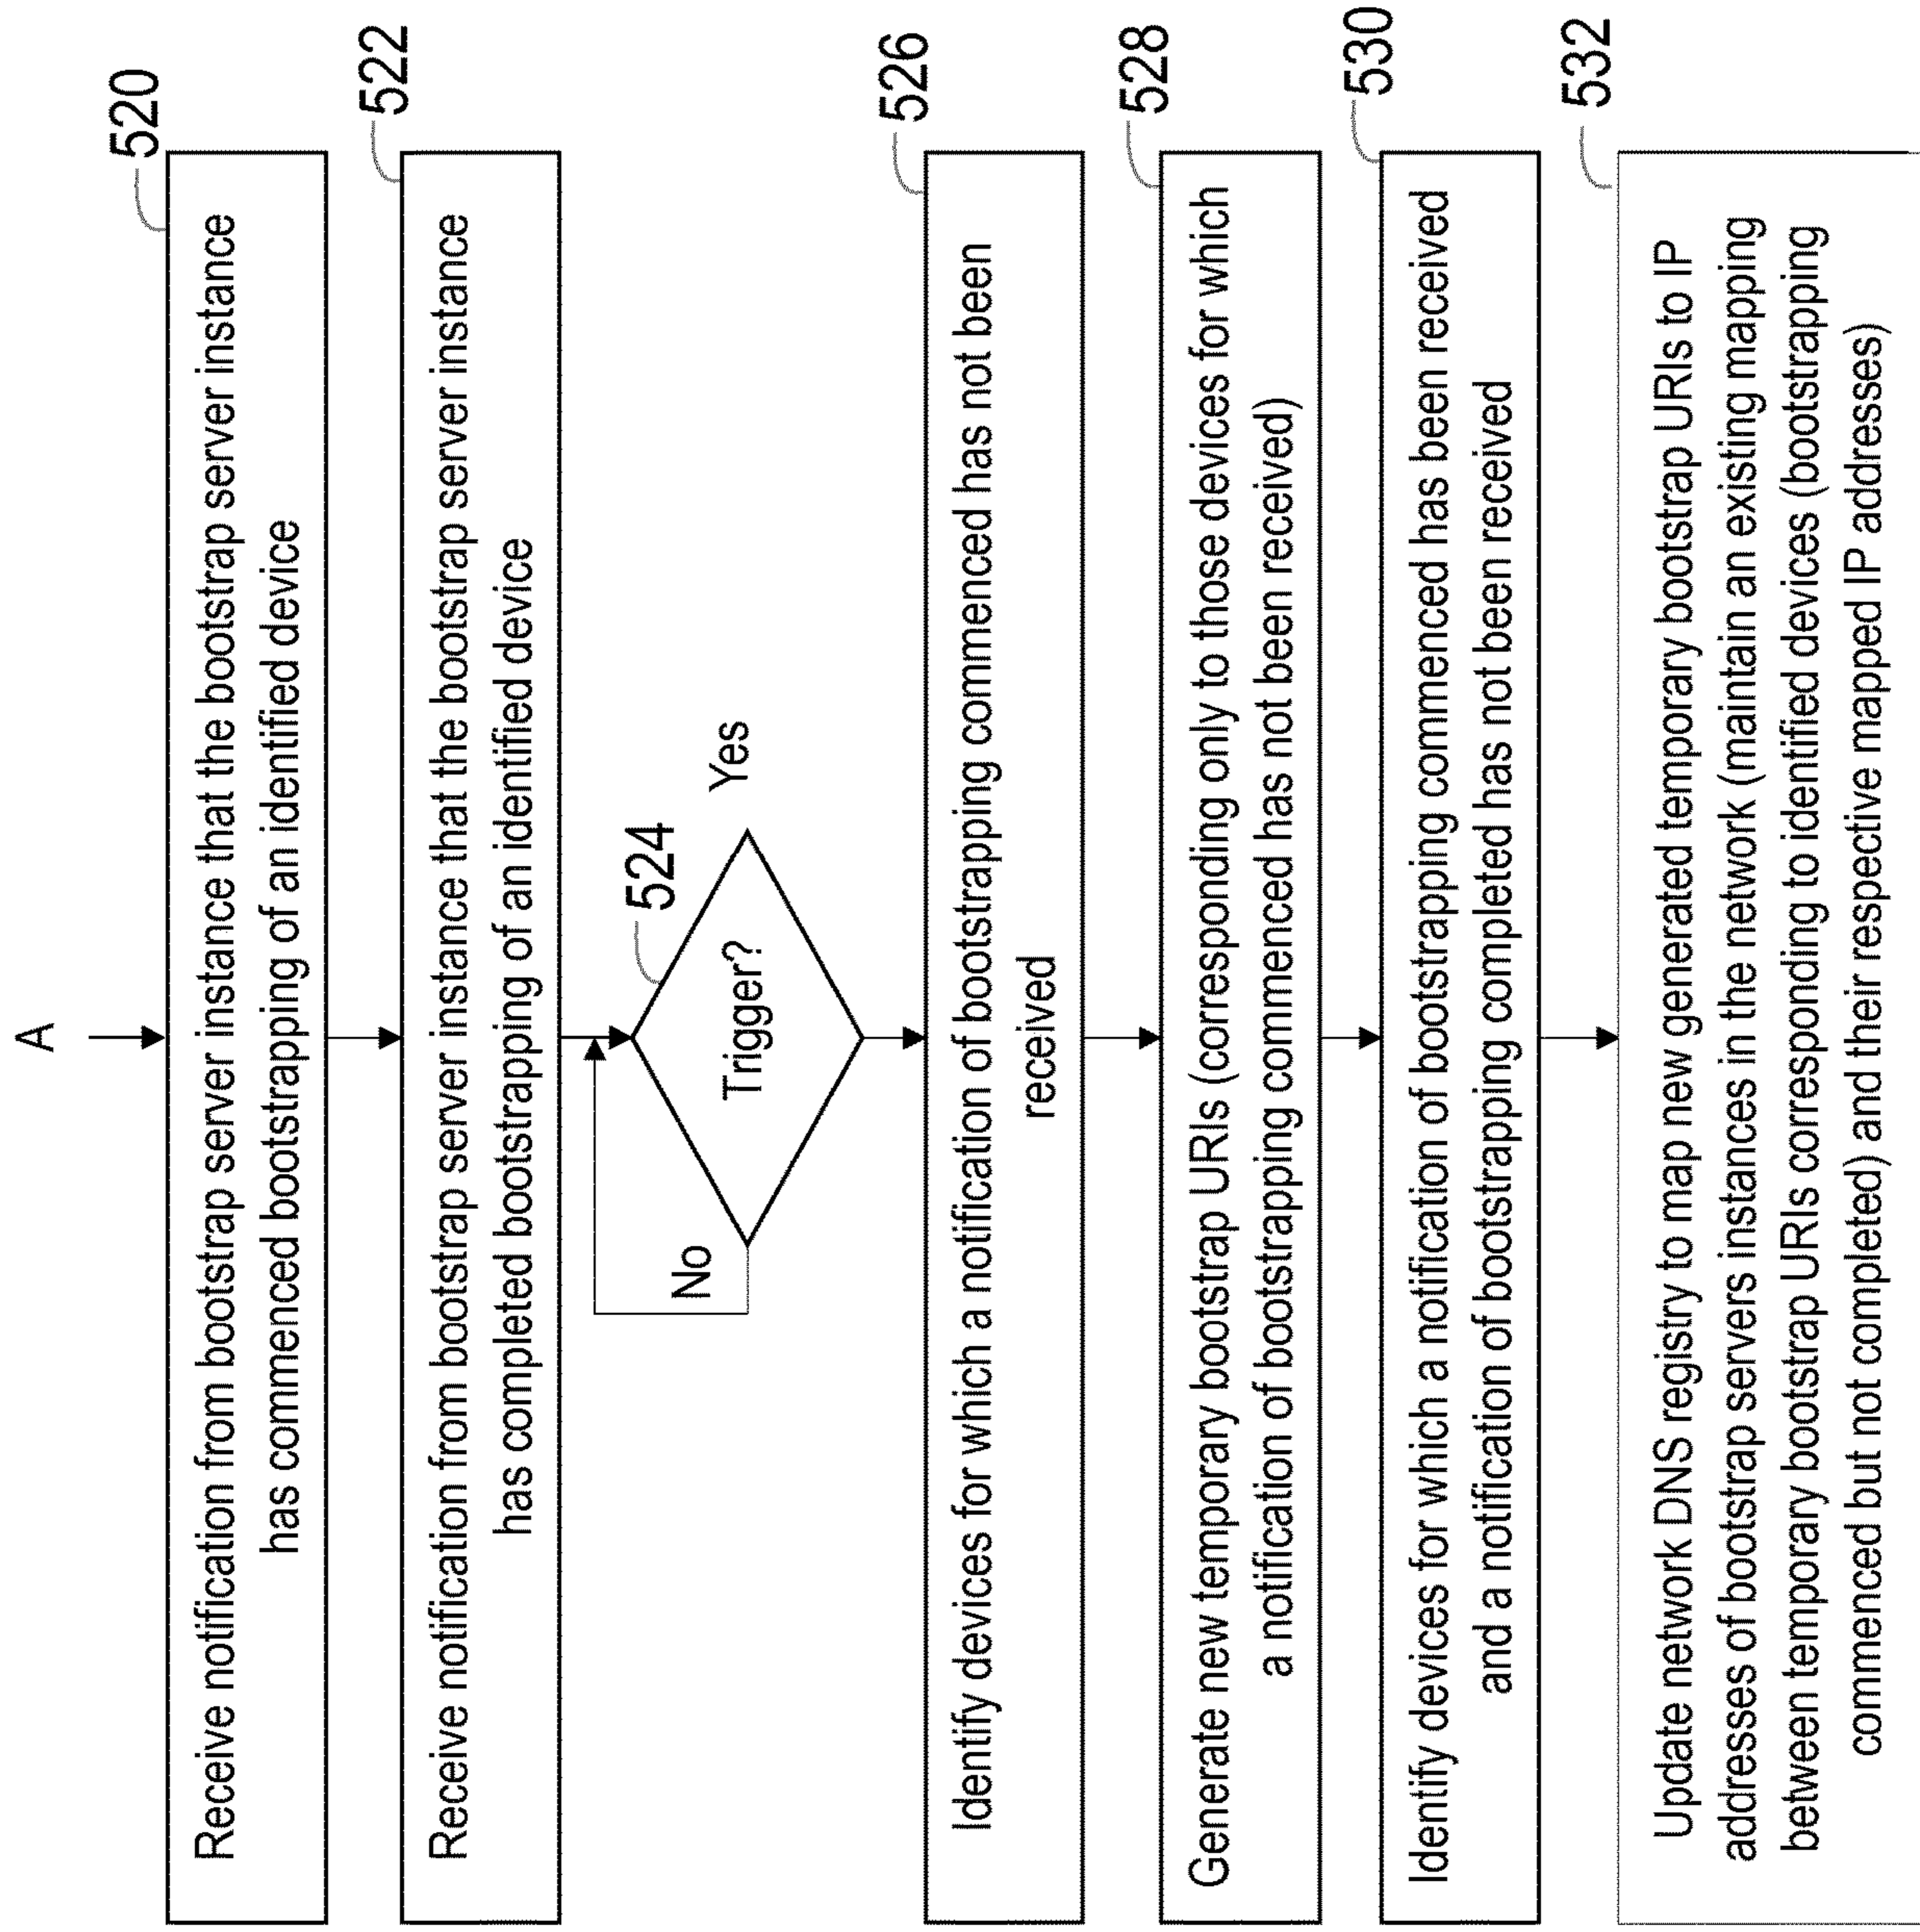 A
520
Receive notification from bootstrap server instance that the bootstrap server instance
has commenced bootstrapping of an identified device
522
Receive notification from bootstrap server instance that the bootstrap server instance
has completed bootstrapping of an identified device
524
Trigger?
No
Yes
526
Identify devices for which a notification of bootstrapping commenced has not been
received
528
Generate new temporary bootstrap URIs (corresponding only to those devices for which
a notification of bootstrapping commenced has not been received)
530
Identify devices for which a notification of bootstrapping commenced has been received
and a notification of bootstrapping completed has not been received
532
Update network DNS registry to map new generated temporary bootstrap URIs to IP
addresses of bootstrap servers instances in the network (maintain an existing mapping
between temporary bootstrap URIs corresponding to identified devices (bootstrapping
commenced but not completed) and their respective mapped IP addresses)